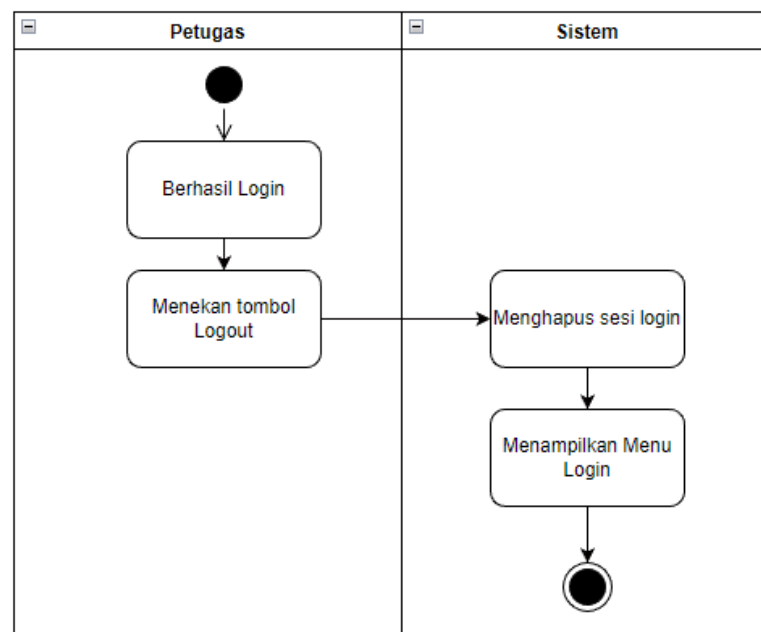 Petugas
Sistem
Berhasil Login
Menekan tombol
Logout
Menghapus sesi login
Menampilkan Menu
Login